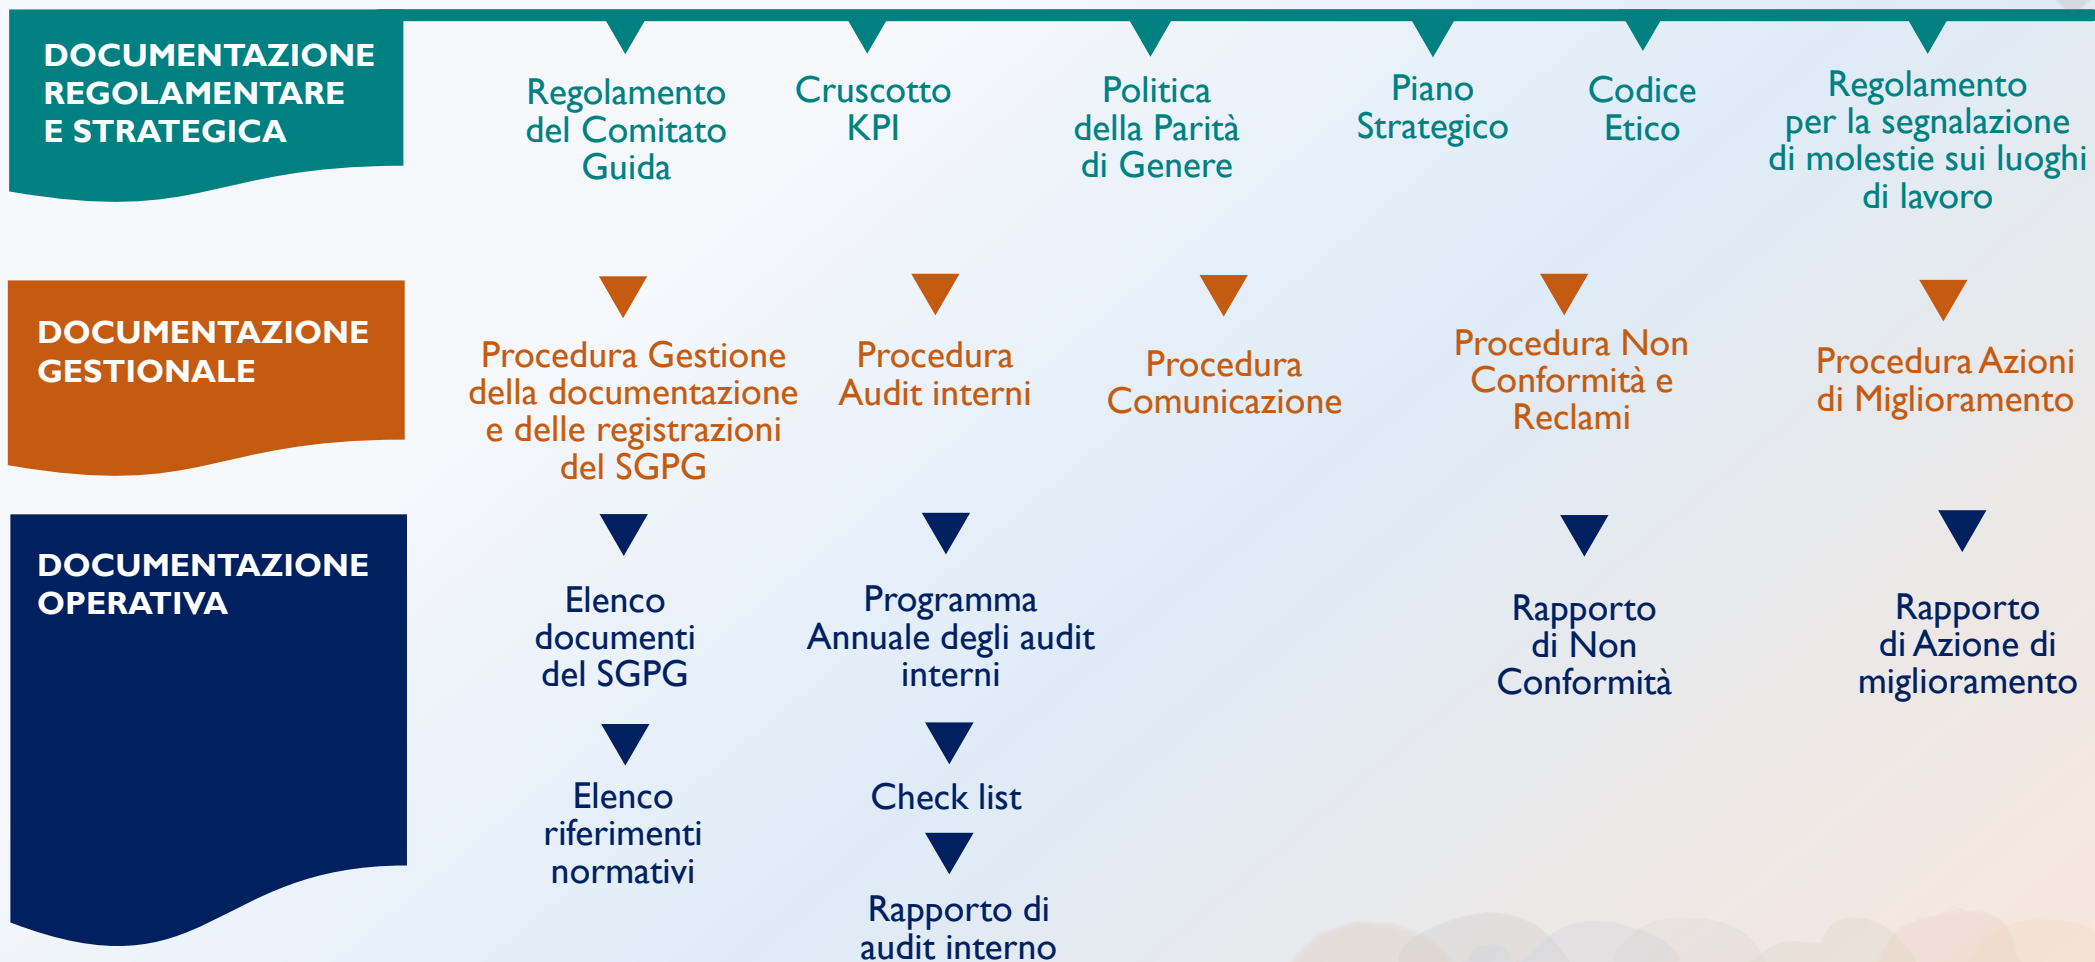 DOCUMENTAZIONE
REGOLAMENTARE
E STRATEGICA
Regolamento
del Comitato
Guida
Cruscotto
KPI
Politica
della Parità
di Genere
Piano
Strategico
Codice
Etico
Regolamento
per la segnalazione
di molestie sui luoghi
di lavoro
DOCUMENTAZIONE
GESTIONALE
Procedura Gestione
della documentazione
e delle registrazioni
del SGPG
Procedura
Audit interni
Procedura
Comunicazione
Procedura Non
Conformità e
Reclami
Procedura Azioni
di Miglioramento
DOCUMENTAZIONE
OPERATIVA
Elenco
documenti
del SGPG
Elenco
riferimenti
normativi
Programma
Annuale degli audit
interni
Check list
Rapporto di
audit interno
Rapporto
di Non
Conformità
Rapporto
di Azione di
miglioramento